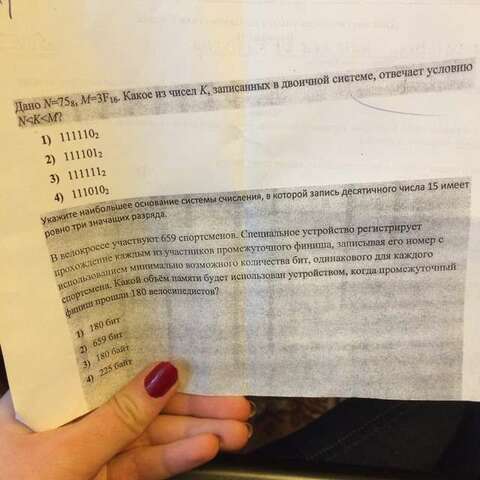 Дано N=75₈, M=3F₁₆. Какое из чисел K, записанных в двоичной системе, отвечает условию
N<K<M?
1) 111110₂
2) 111101₂
3) 111111₂
4) 111010₂
Укажите наибольшее основание системы счисления, в которой запись десятичного числа 15 имеет
ровно три значащих разряда.
В велокроссе участвуют 659 спортсменов. Специальное устройство регистрирует
прохождение каждым из участников промежуточного финиша, записывая его номер с
использованием минимально возможного количества бит, одинакового для каждого
спортсмена. Какой объем памяти будет использован устройством, когда промежуточный
финиш прошли 180 велосипедистов?
1) 180 бит
2) 659 бит
3) 180 байт
4) 225 байт